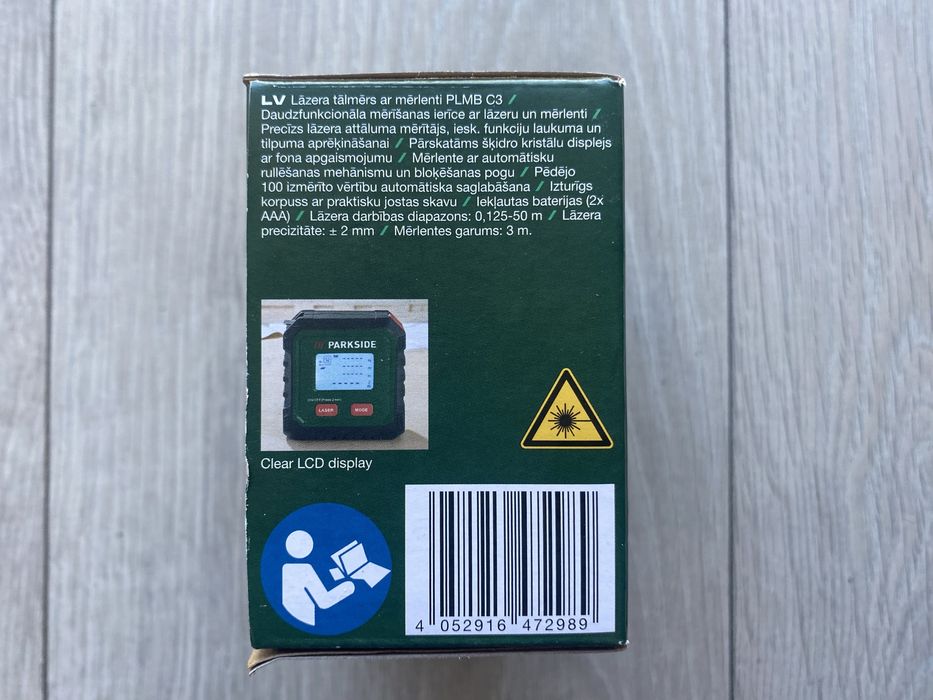 LV Lāzera tālmērs ar mērlenti PLMB C3 /
Daudzfunkcionāla mērīšanas ierīce ar lāzeru un mērlenti /
Precīzs lāzera attāluma mērītājs, iesk. funkciju laukuma un
tilpuma aprēķināšanai / Pārskatāms šķidro kristālu displejs
ar fona apgaismojumu / Mērlente ar automātisku
rullēšanas mehānismu un bloķēšanas pogu / Pēdējo
100 izmērīto vērtību automātiska saglabāšana / Izturīgs
korpuss ar praktisku jostas skavu / Iekļautas baterijas (2x
AAA) / Lāzera darbības diapazons: 0,125-50 m / Lāzera
precizitāte: ± 2 mm / Mērlentes garums: 3 m.
PARKSIDE
LASER MODE
Clear LCD display
4 052916 472989